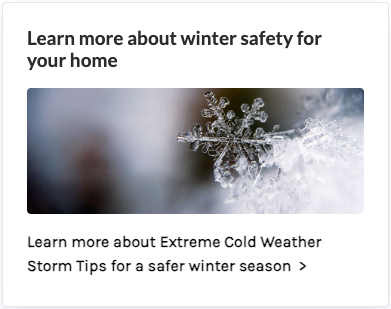 Learn more about winter safety for
your home
Learn more about Extreme Cold Weather
Storm Tips for a safer winter season >